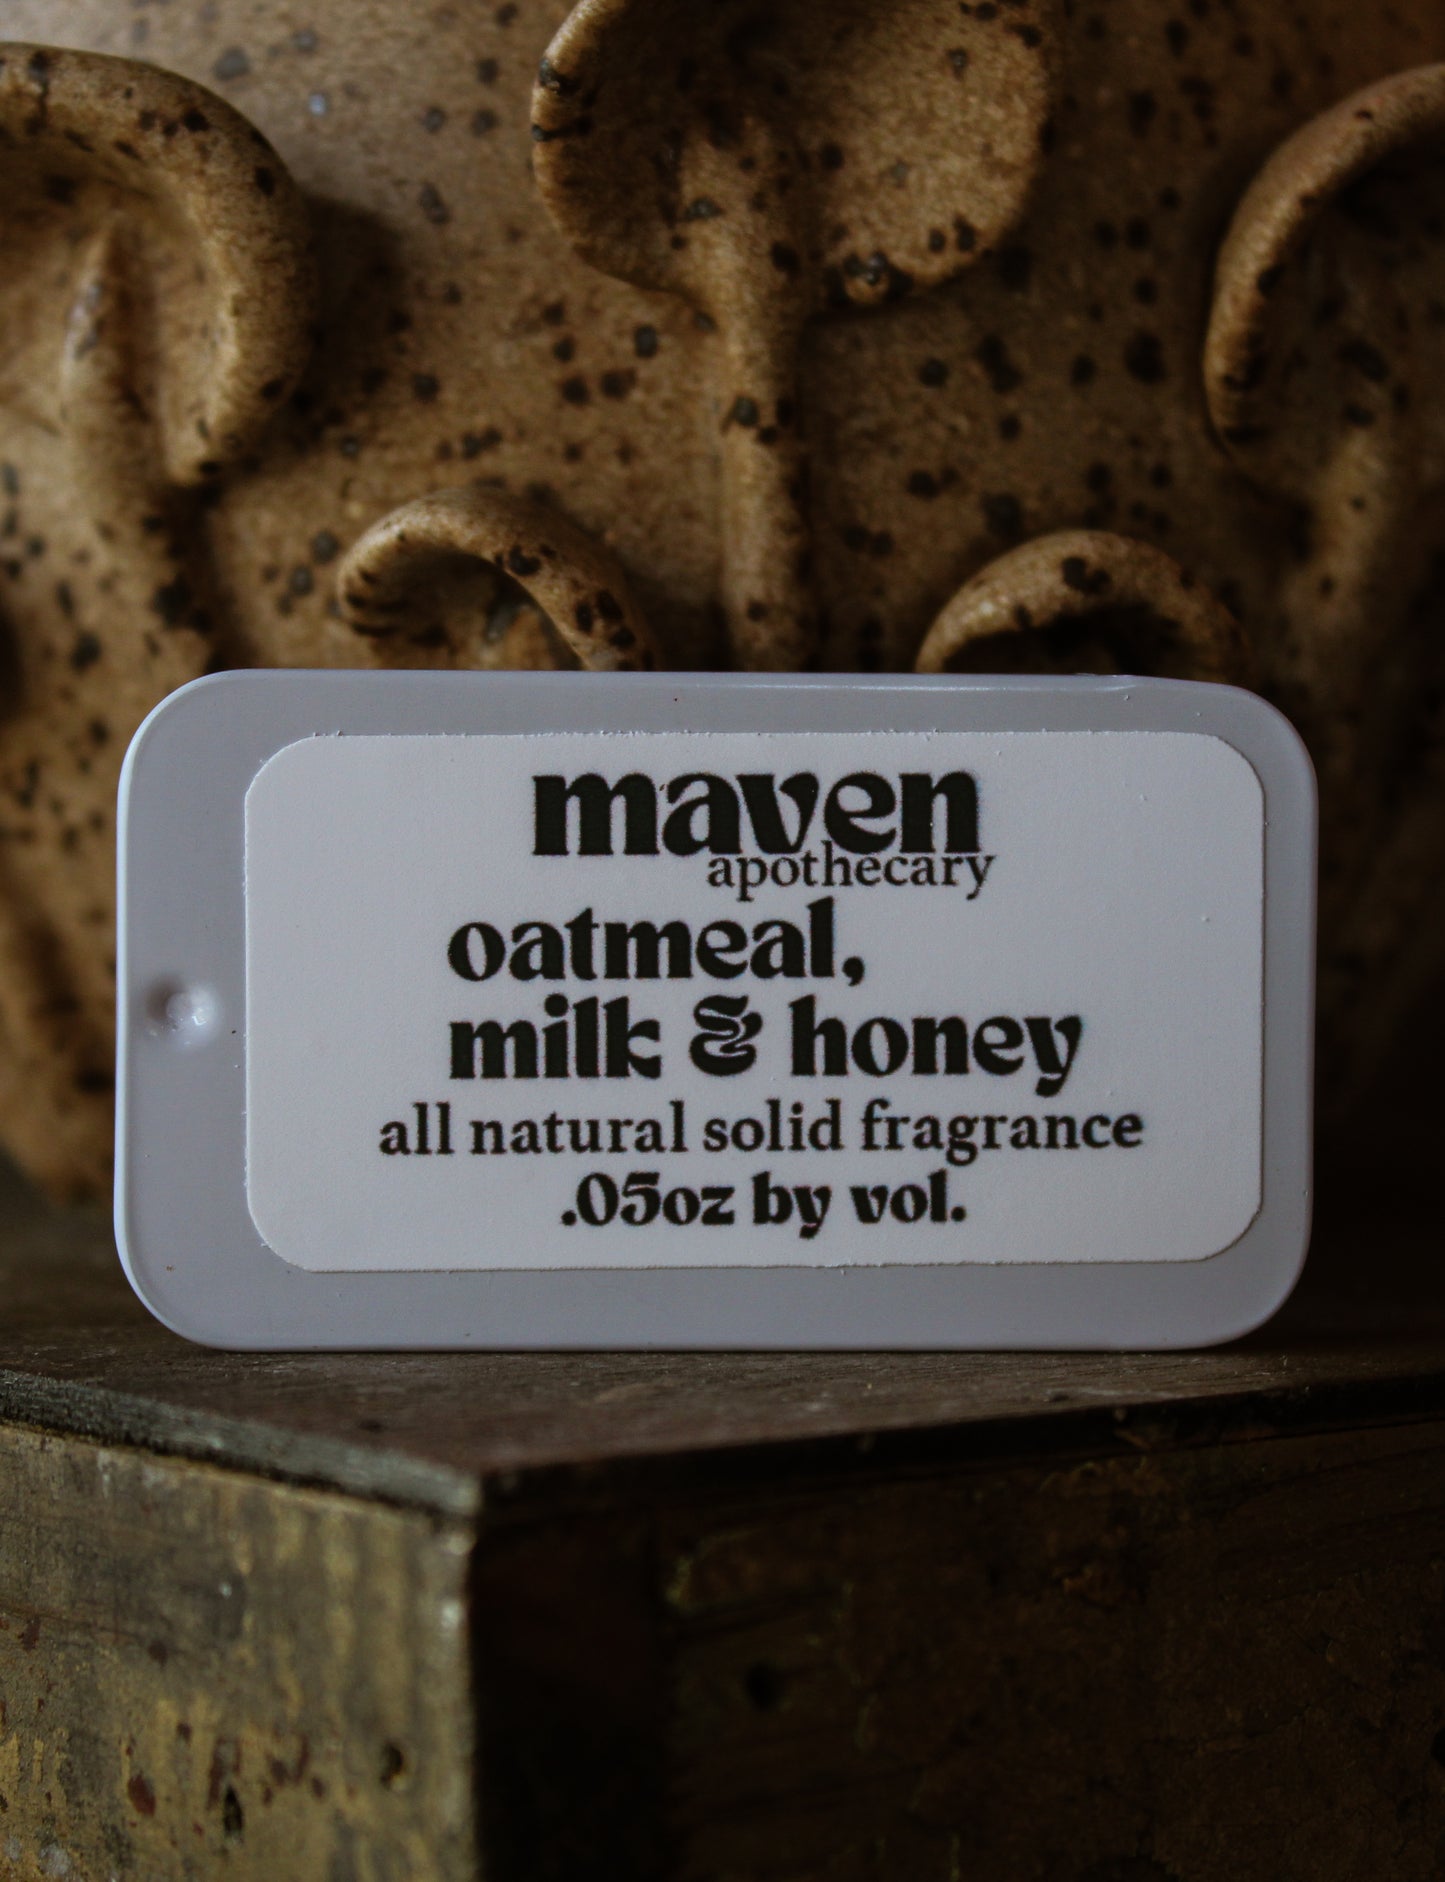 maven
apothecary
oatmeal,
milk & honey
all natural solid fragrance
.05oz by vol.